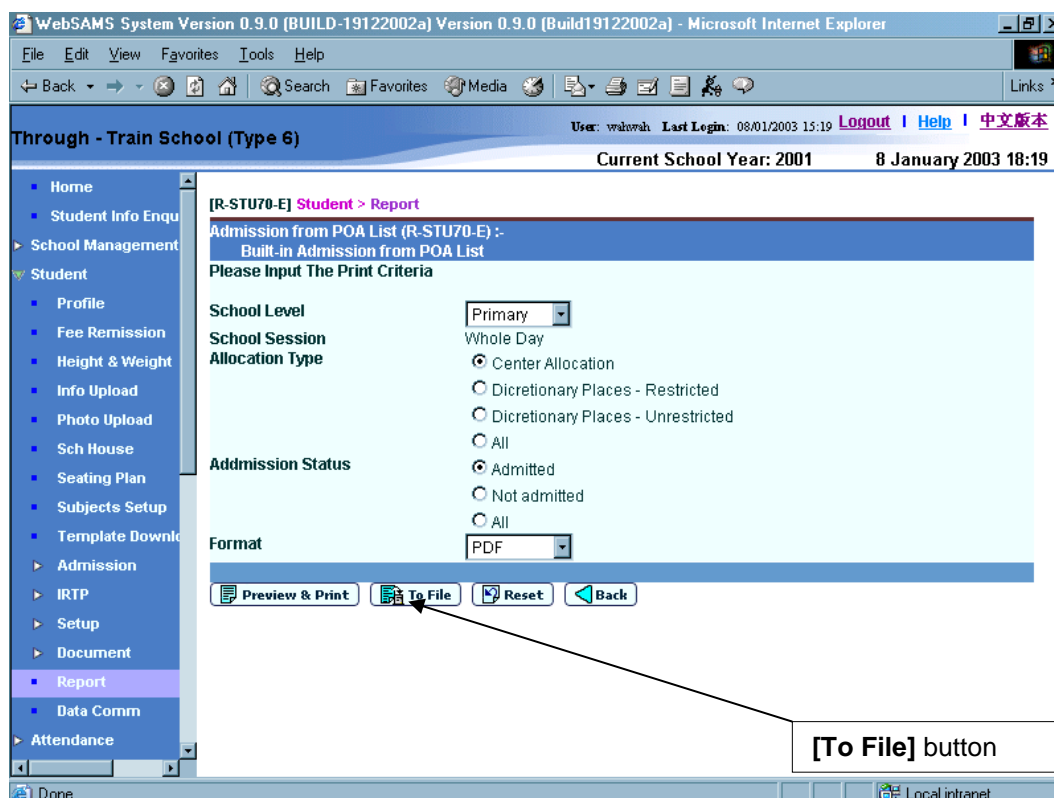 WebSAMS System Version 0.9.0 (BUILD-19122002a) Version 0.9.0 (Build19122002a) - Microsoft Internet Explorer
File Edit View Favorites Tools Help
Back Search Favorites Media Links
Through - Train School (Type 6)
User: wahwah Last Login: 08/01/2003 15:19 Logout | Help | 中文版本
Current School Year: 2001 8 January 2003 18:19
Home
Student Info Enqu
School Management
Student
Profile
Fee Remission
Height & Weight
Info Upload
Photo Upload
Sch House
Seating Plan
Subjects Setup
Template Downlo
Admission
IRTP
Setup
Document
Report
Data Comm
Attendance
[R-STU70-E] Student > Report
Admission from POA List (R-STU70-E) :-
Built-in Admission from POA List
Please Input The Print Criteria
School Level Primary
School Session Whole Day
Allocation Type Center Allocation
Dicretionary Places - Restricted
Dicretionary Places - Unrestricted
All
Addmission Status Admitted
Not admitted
All
Format PDF
Preview & Print To File Reset Back
[To File] button
Done Local intranet